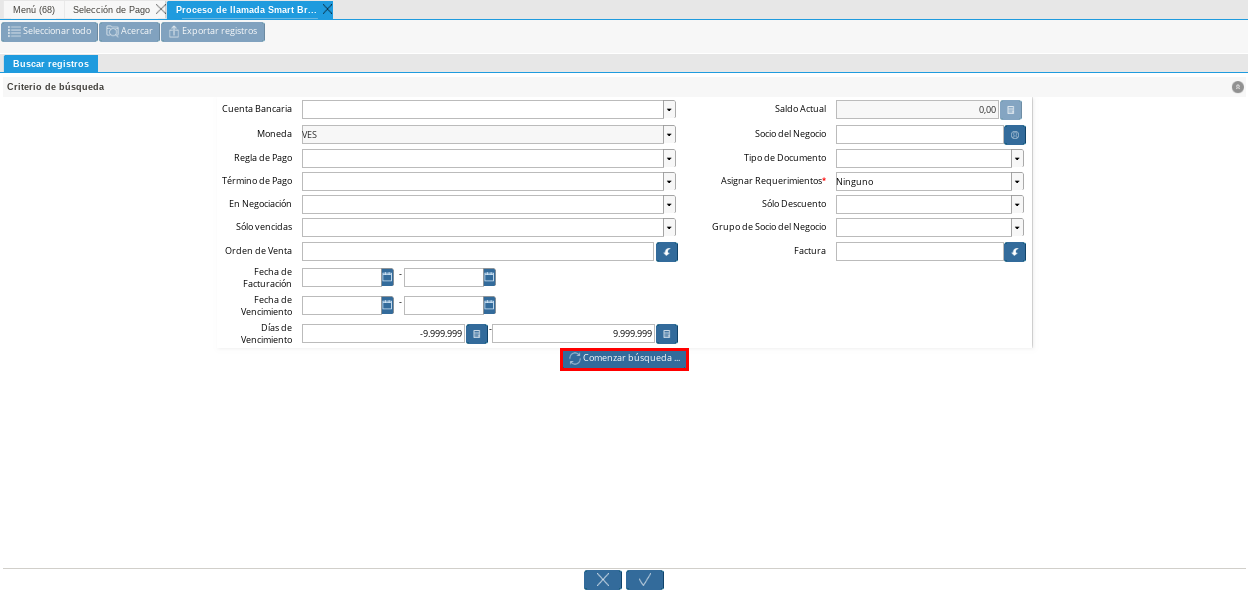 Menú (68) Selección de Pago Proceso de llamada Smart Br...
Seleccionar todo Acercar Exportar registros
Buscar registros
Criterio de búsqueda
Cuenta Bancaria Saldo Actual 0,00
Moneda VES Socio del Negocio
Regla de Pago Tipo de Documento
Término de Pago Asignar Requerimientos* Ninguno
En Negociación Sólo Descuento
Sólo vencidas Grupo de Socio del Negocio
Orden de Venta Factura
Fecha de
Facturación -
Fecha de
Vencimiento -
Días de
Vencimiento -9.999.999 - 9.999.999
Comenzar búsqueda ...